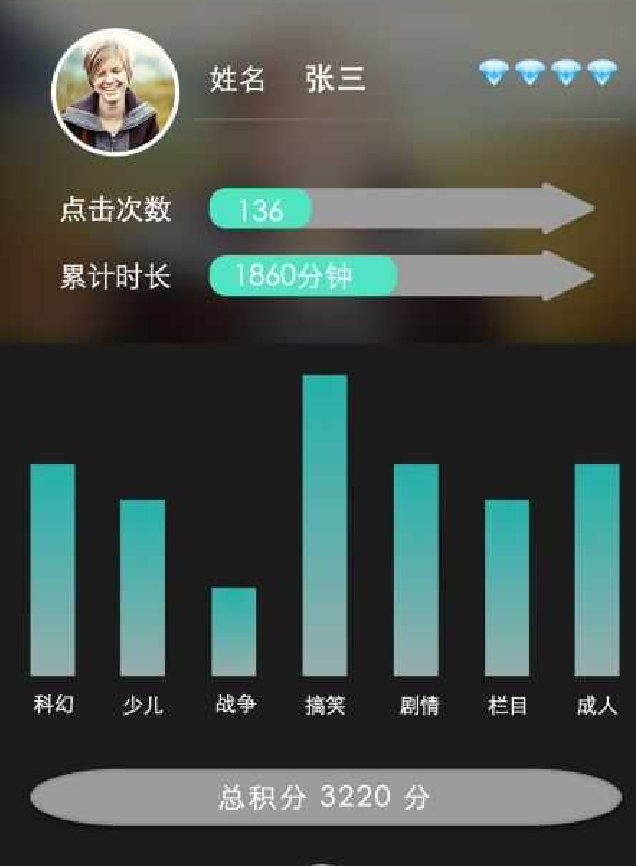 姓名 张三
点击次数 136
累计时长 1860分钟
科幻 少儿 战争 搞笑 剧情 栏目 成人
总积分 3220 分